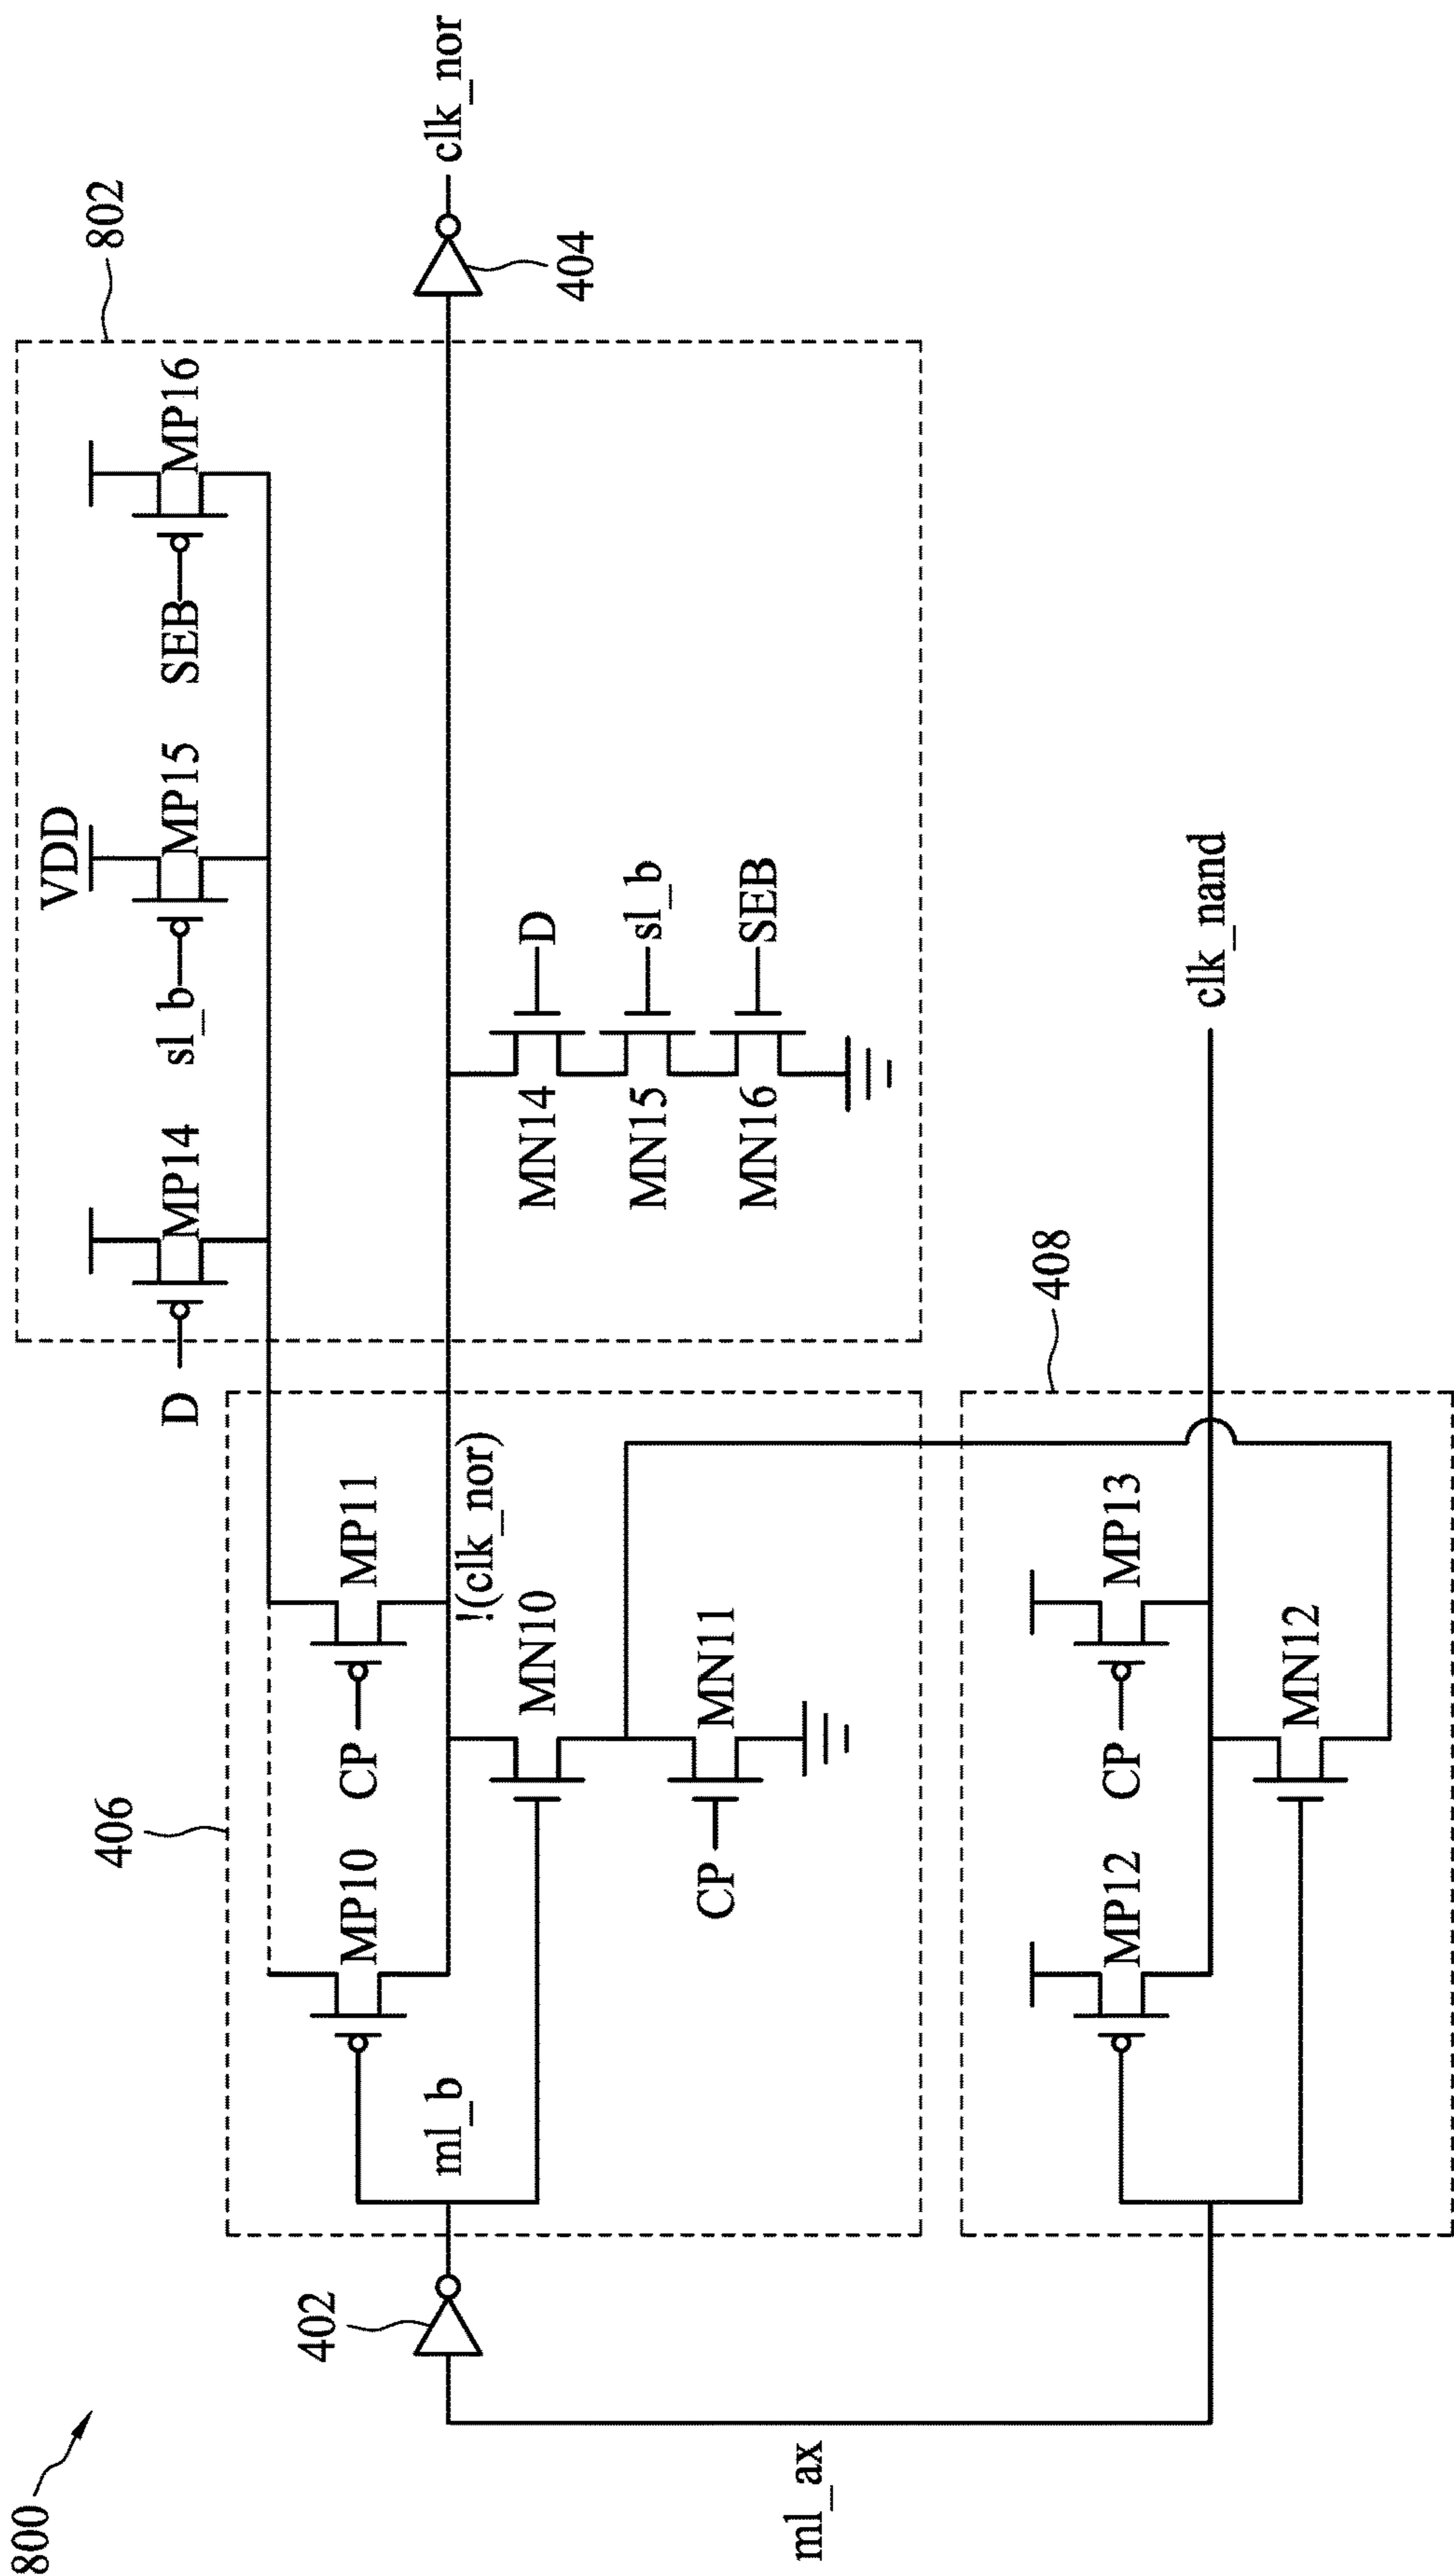 800
802
VDD
D
MP14
sl_b
MP15
SEB
MP16
406
MP10
CP
MP11
402
ml_b
!(clk_nor)
404
clk_nor
MN10
MN14
D
MN15
sl_b
CP
MN11
MN16
SEB
ml_ax
408
MP12
CP
MP13
clk_nand
MN12